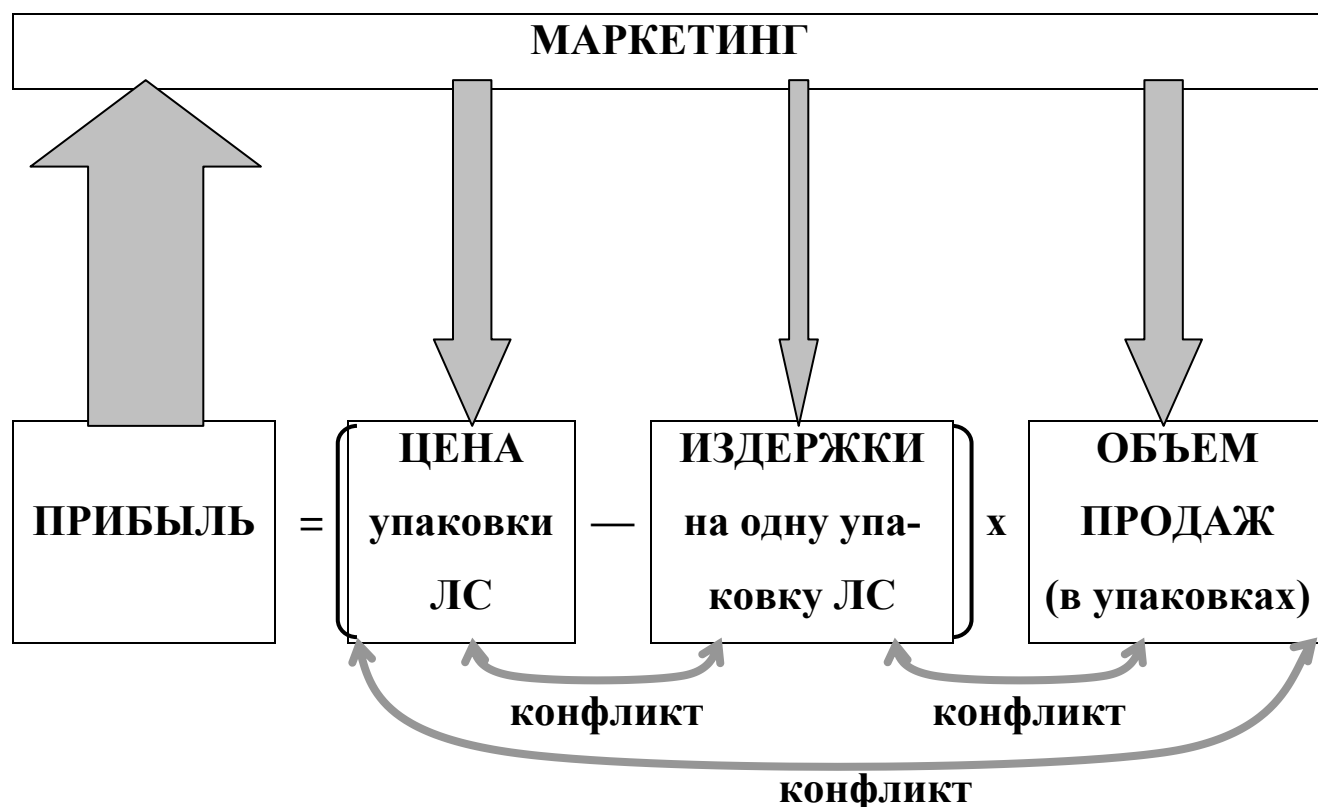 МАРКЕТИНГ
ПРИБЫЛЬ
=
ЦЕНА
упаковки
ЛС
—
ИЗДЕРЖКИ
на одну упа-
ковку ЛС
х
ОБЪЕМ
ПРОДАЖ
(в упаковках)
конфликт
конфликт
конфликт